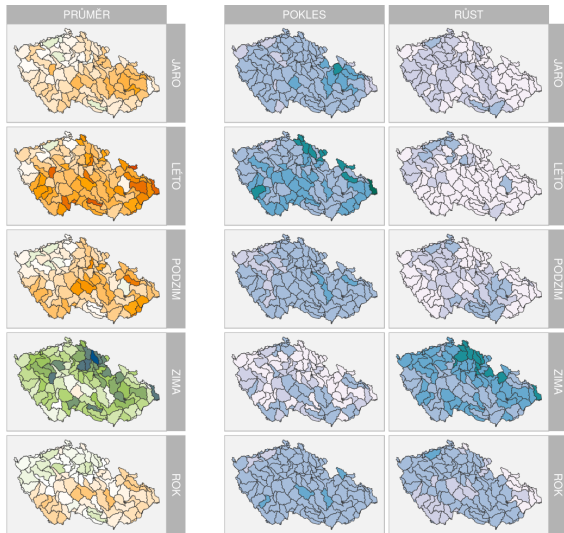 PRŮMĚR
POKLES
RŮST
JARO
JARO
LÉTO
LÉTO
PODZIM
PODZIM
ZIMA
ZIMA
ROK
ROK